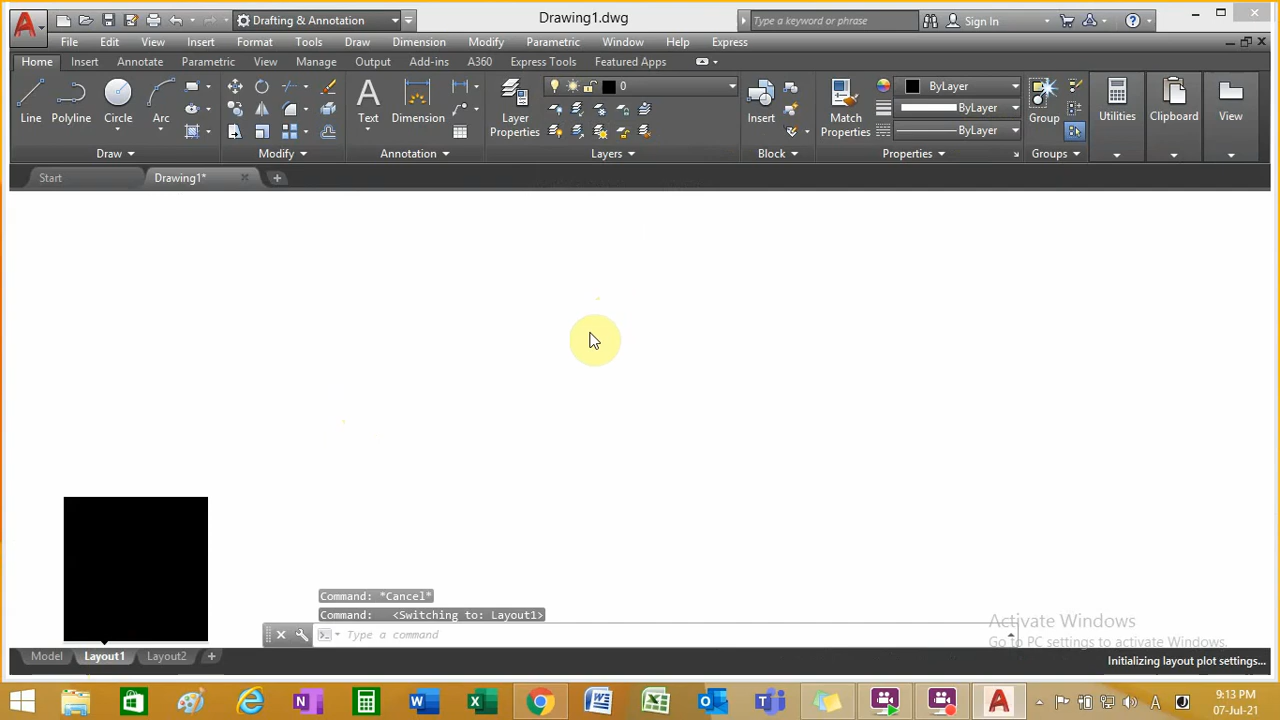 Drafting & Annotation
Drawing1.dwg
Type a keyword or phrase
Sign In
File Edit View Insert Format Tools Draw Dimension Modify Parametric Window Help Express
Home Insert Annotate Parametric View Manage Output Add-ins A360 Express Tools Featured Apps
0
ByLayer
ByLayer
ByLayer
Line Polyline Circle Arc
Text Dimension
Layer
Properties
Insert
Match
Properties
Group
Utilities
Clipboard
View
Draw Modify Annotation Layers Block Properties Groups
Start
Drawing1*
Command: *Cancel*
Command: <Switching to: Layout1>
Type a command
Activate Windows
Go to PC settings to activate Windows.
Model Layout1 Layout2
Initializing layout plot settings...
9:13 PM
07-Jul-21